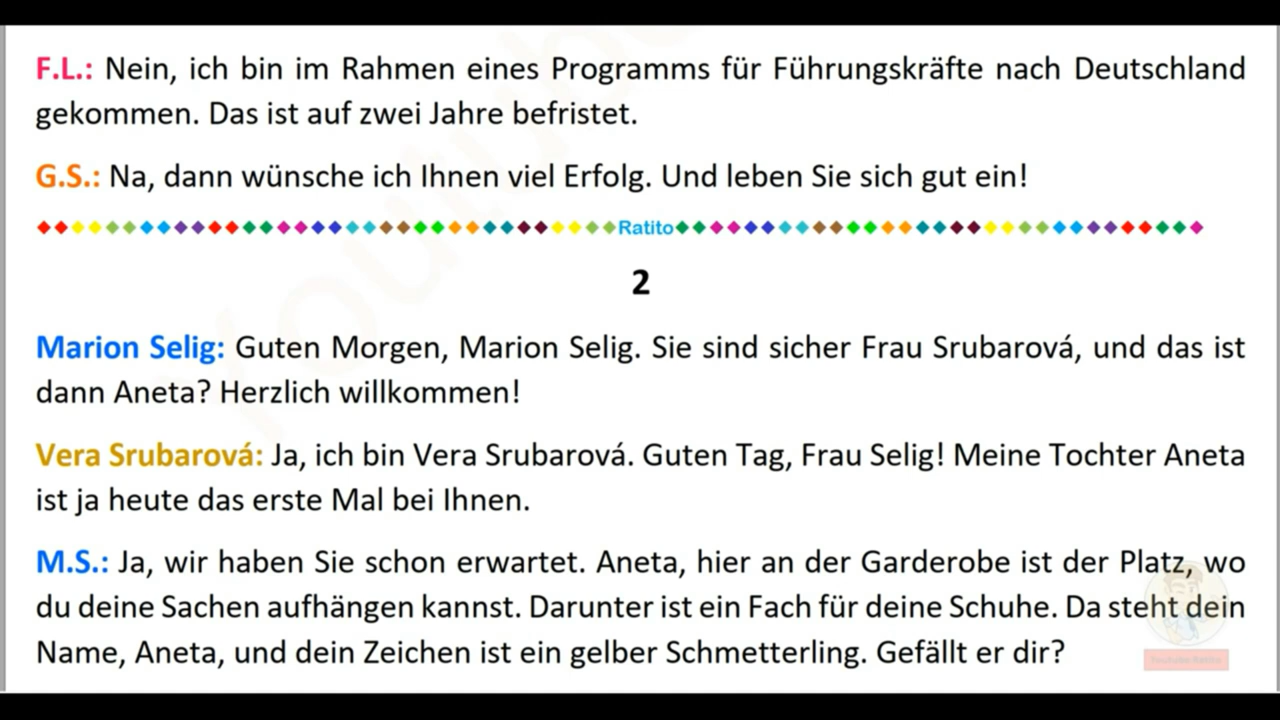 F.L.: Nein, ich bin im Rahmen eines Programms für Führungskräfte nach Deutschland
gekommen. Das ist auf zwei Jahre befristet.
G.S.: Na, dann wünsche ich Ihnen viel Erfolg. Und leben Sie sich gut ein!
Ratito
2
Marion Selig: Guten Morgen, Marion Selig. Sie sind sicher Frau Srubarová, und das ist
dann Aneta? Herzlich willkommen!
Vera Srubarová: Ja, ich bin Vera Srubarová. Guten Tag, Frau Selig! Meine Tochter Aneta
ist ja heute das erste Mal bei Ihnen.
M.S.: Ja, wir haben Sie schon erwartet. Aneta, hier an der Garderobe ist der Platz, wo
du deine Sachen aufhängen kannst. Darunter ist ein Fach für deine Schuhe. Da steht dein
Name, Aneta, und dein Zeichen ist ein gelber Schmetterling. Gefällt er dir?